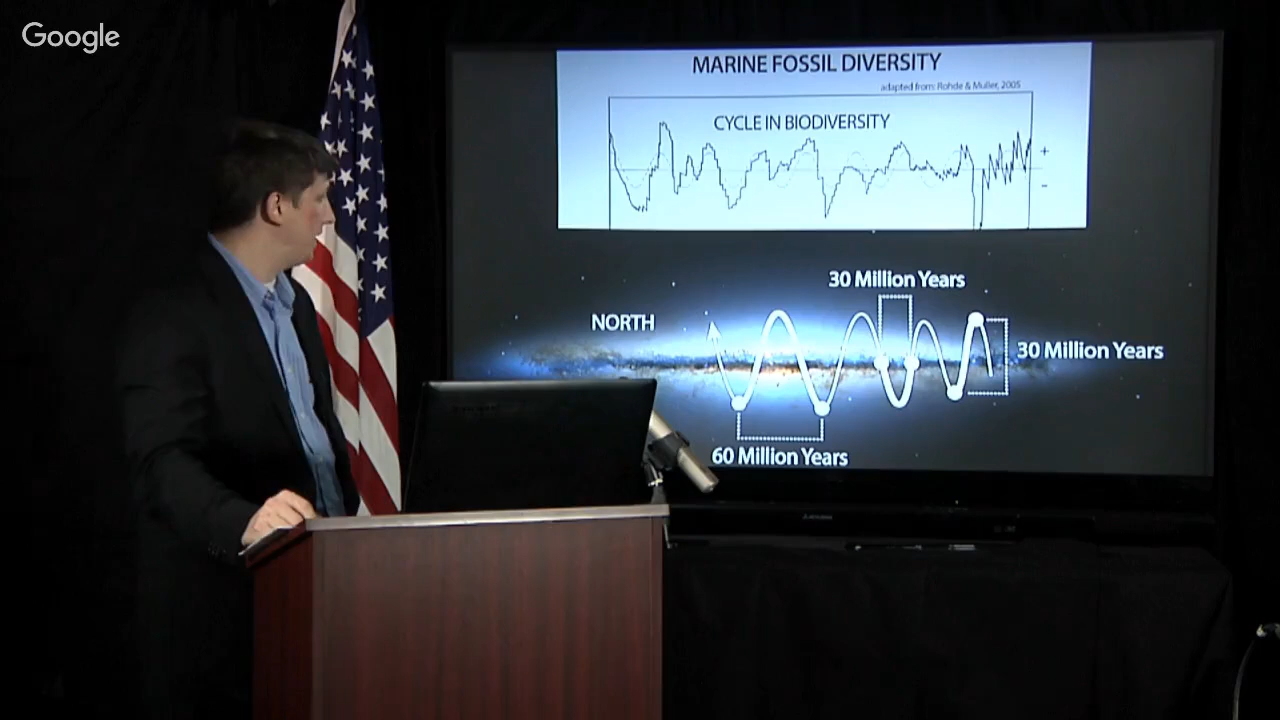 Google
MARINE FOSSIL DIVERSITY
adapted from: Rohde & Muller, 2005
CYCLE IN BIODIVERSITY
+
-
30 Million Years
NORTH
30 Million Years
60 Million Years